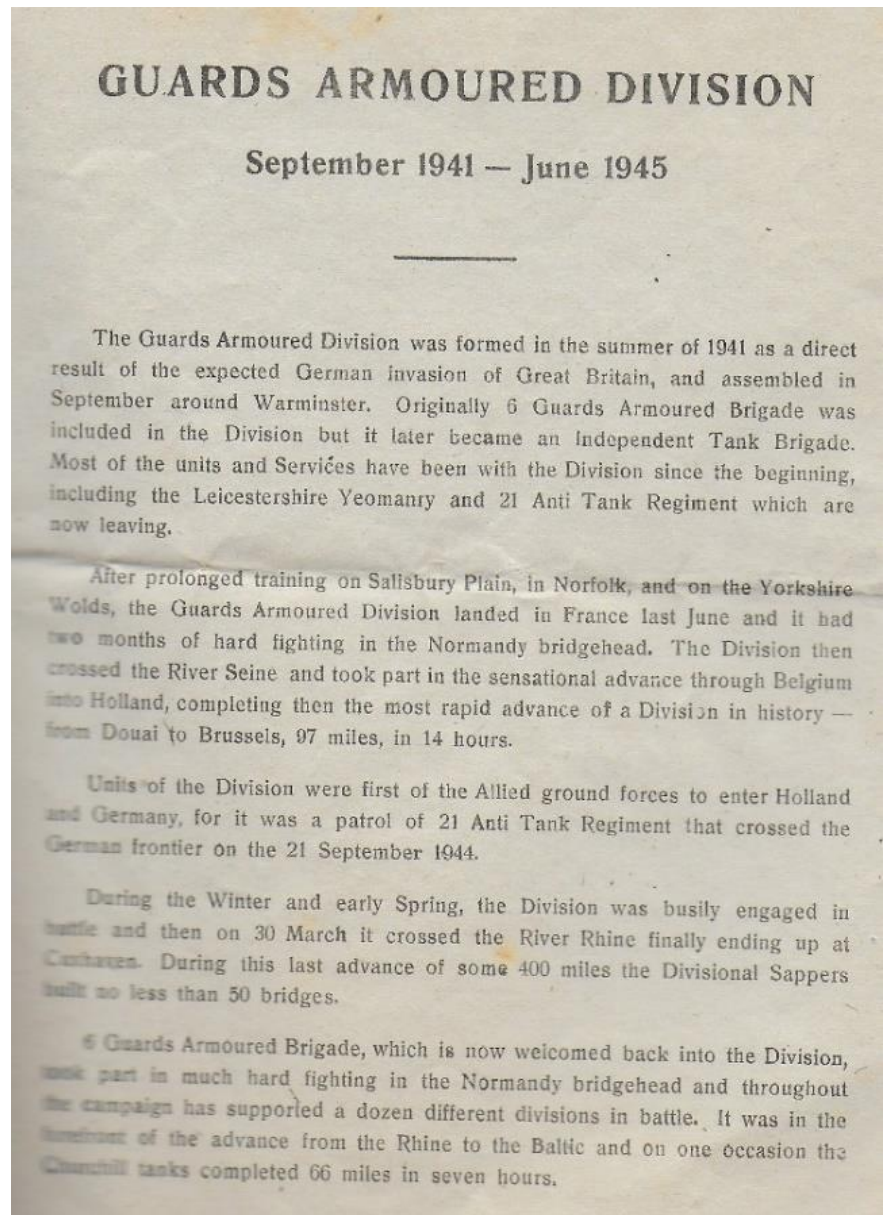 GUARDS ARMOURED DIVISION
September 1941 — June 1945
The Guards Armoured Division was formed in the summer of 1941 as a direct
result of the expected German invasion of Great Britain, and assembled in
September around Warminster. Originally 6 Guards Armoured Brigade was
included in the Division but it later became an Independent Tank Brigade.
Most of the units and Services have been with the Division since the beginning,
including the Leicestershire Yeomanry and 21 Anti Tank Regiment which are
now leaving.
After prolonged training on Salisbury Plain, in Norfolk, and on the Yorkshire
Wolds, the Guards Armoured Division landed in France last June and it had
two months of hard fighting in the Normandy bridgehead. The Division then
crossed the River Seine and took part in the sensational advance through Belgium
into Holland, completing then the most rapid advance of a Division in history —
from Douai to Brussels, 97 miles, in 14 hours.
Units of the Division were first of the Allied ground forces to enter Holland
and Germany, for it was a patrol of 21 Anti Tank Regiment that crossed the
German frontier on the 21 September 1944.
During the Winter and early Spring, the Division was busily engaged in
battle and then on 30 March it crossed the River Rhine finally ending up at
Cuxhaven. During this last advance of some 400 miles the Divisional Sappers
built no less than 50 bridges.
6 Guards Armoured Brigade, which is now welcomed back into the Division,
took part in much hard fighting in the Normandy bridgehead and throughout
the campaign has supported a dozen different divisions in battle. It was in the
forefront of the advance from the Rhine to the Baltic and on one occasion the
Churchill tanks completed 66 miles in seven hours.